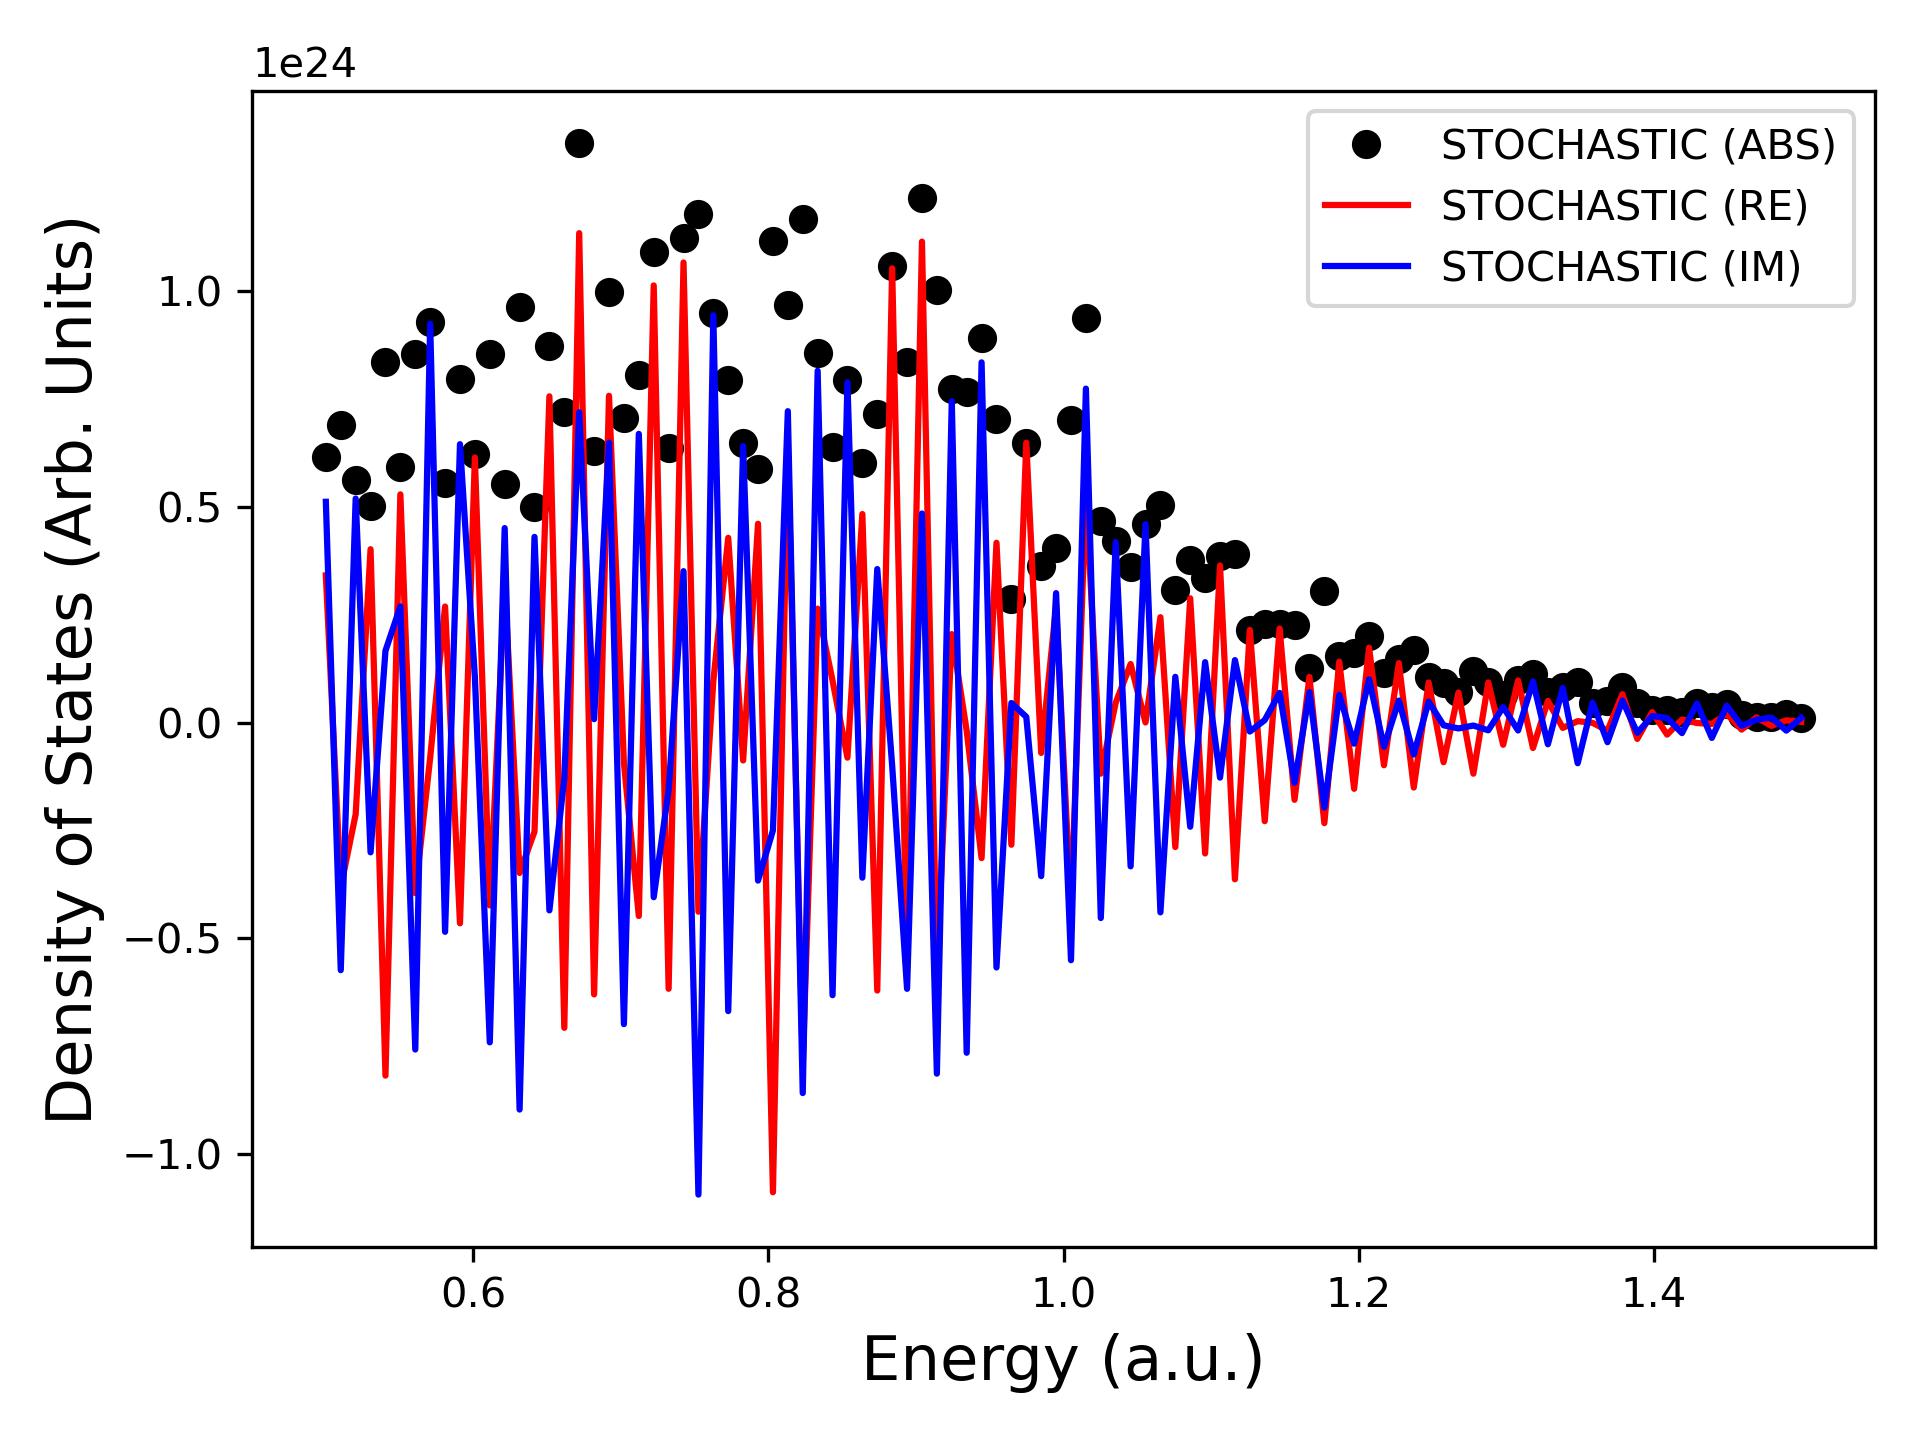 1e24
STOCHASTIC (ABS)
STOCHASTIC (RE)
STOCHASTIC (IM)
Density of States (Arb. Units)
1.0
0.5
0.0
−0.5
−1.0
0.6
0.8
1.0
1.2
1.4
Energy (a.u.)